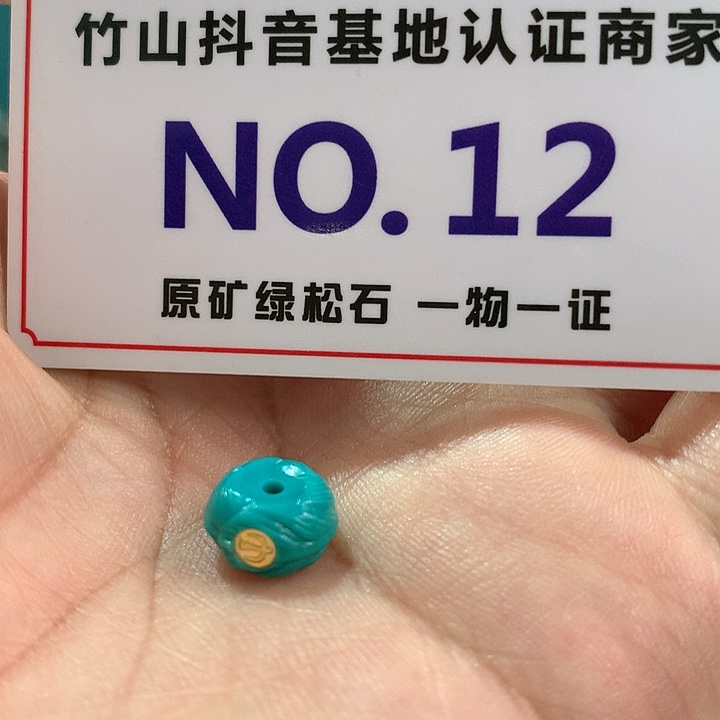 竹山抖音基地认证商家
NO.12
原矿绿松石 一物一证